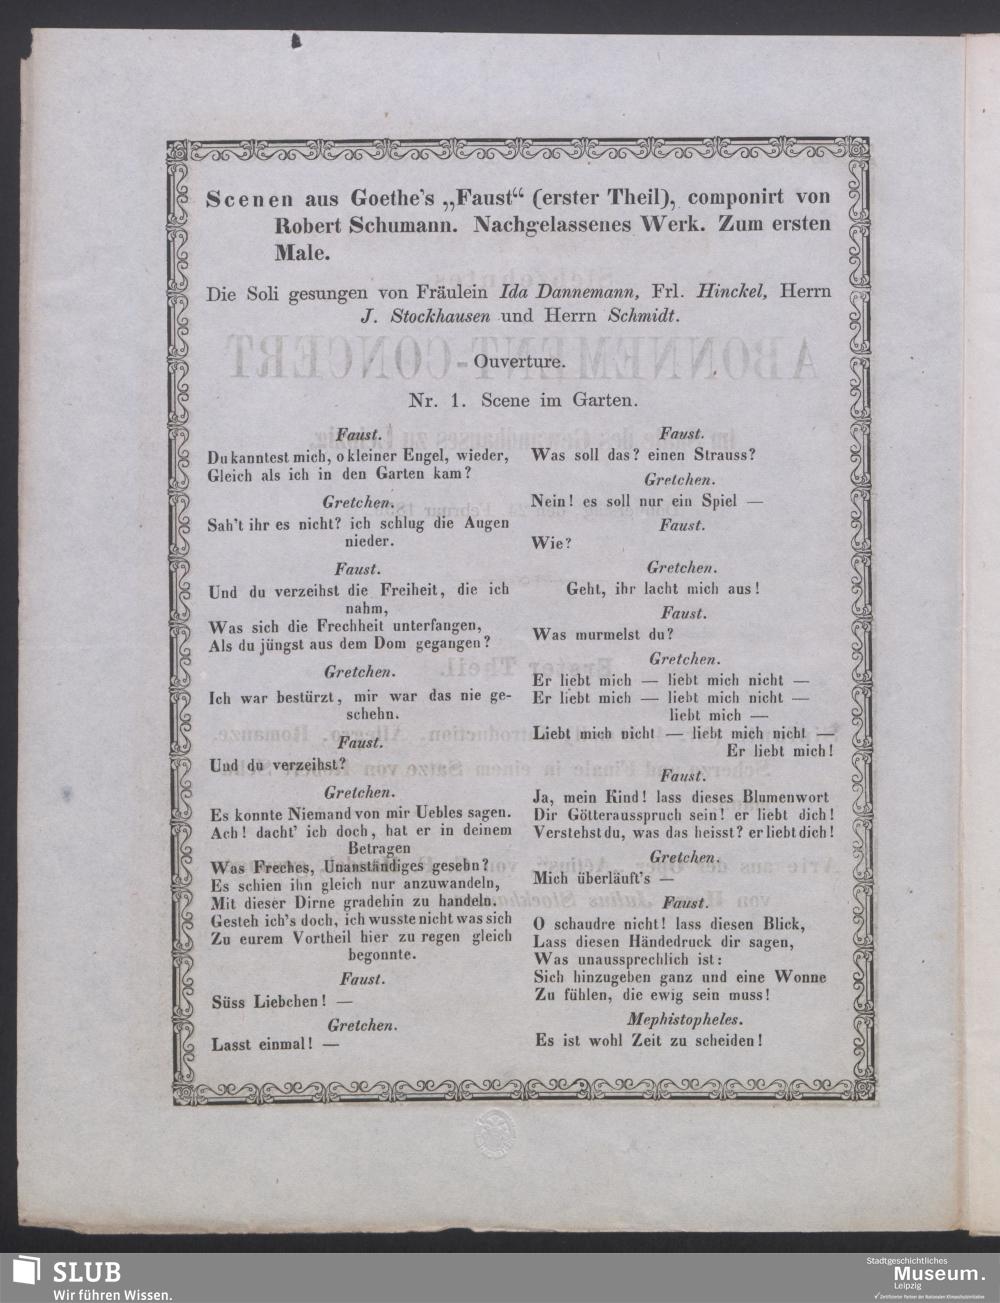 Scenen aus Goethe's „Faust“ (erster Theil), componirt von
Robert Schumann. Nachgelassenes Werk. Zum ersten
Male.
Die Soli gesungen von Fräulein Ida Dannemann, Frl. Hinckel, Herrn
J. Stockhausen und Herrn Schmidt.
Ouverture.
Nr. 1. Scene im Garten.
Faust.
Du kanntest mich, o kleiner Engel, wieder,
Gleich als ich in den Garten kam?
Gretchen.
Sah't ihr es nicht? ich schlug die Augen
nieder.
Faust.
Und du verzeihst die Freiheit, die ich
nahm,
Was sich die Frechheit unterfangen,
Als du jüngst aus dem Dom gegangen?
Gretchen.
Ich war bestürzt, mir war das nie ge-
schehn.
Faust.
Und du verzeihst?
Gretchen.
Es konnte Niemand von mir Uebles sagen.
Ach! dacht' ich doch, hat er in deinem
Betragen
Was Freches, Unanständiges gesehn?
Es schien ihn gleich nur anzuwandeln,
Mit dieser Dirne gradehin zu handeln.
Gesteh ich's doch, ich wusste nicht was sich
Zu eurem Vortheil hier zu regen gleich
begonnte.
Faust.
Süss Liebchen! —
Gretchen.
Lasst einmal! —
Faust.
Was soll das? einen Strauss?
Gretchen.
Nein! es soll nur ein Spiel —
Faust.
Wie?
Gretchen.
Geht, ihr lacht mich aus!
Faust.
Was murmelst du?
Gretchen.
Er liebt mich — liebt mich nicht —
Er liebt mich — liebt mich nicht —
liebt mich —
Liebt mich nicht — liebt mich nicht —
Er liebt mich!
Faust.
Ja, mein Kind! lass dieses Blumenwort
Dir Götterausspruch sein! er liebt dich!
Verstehst du, was das heisst? er liebt dich!
Gretchen.
Mich überläuft's —
Faust.
O schaudre nicht! lass diesen Blick,
Lass diesen Händedruck dir sagen,
Was unaussprechlich ist:
Sich hinzugeben ganz und eine Wonne
Zu fühlen, die ewig sein muss!
Mephistopheles.
Es ist wohl Zeit zu scheiden!
SLUB
Wir führen Wissen.
Stadtgeschichtliches
Museum.
Leipzig
Zertifizierter Partner der Nationalen Klimaschutzinitiative